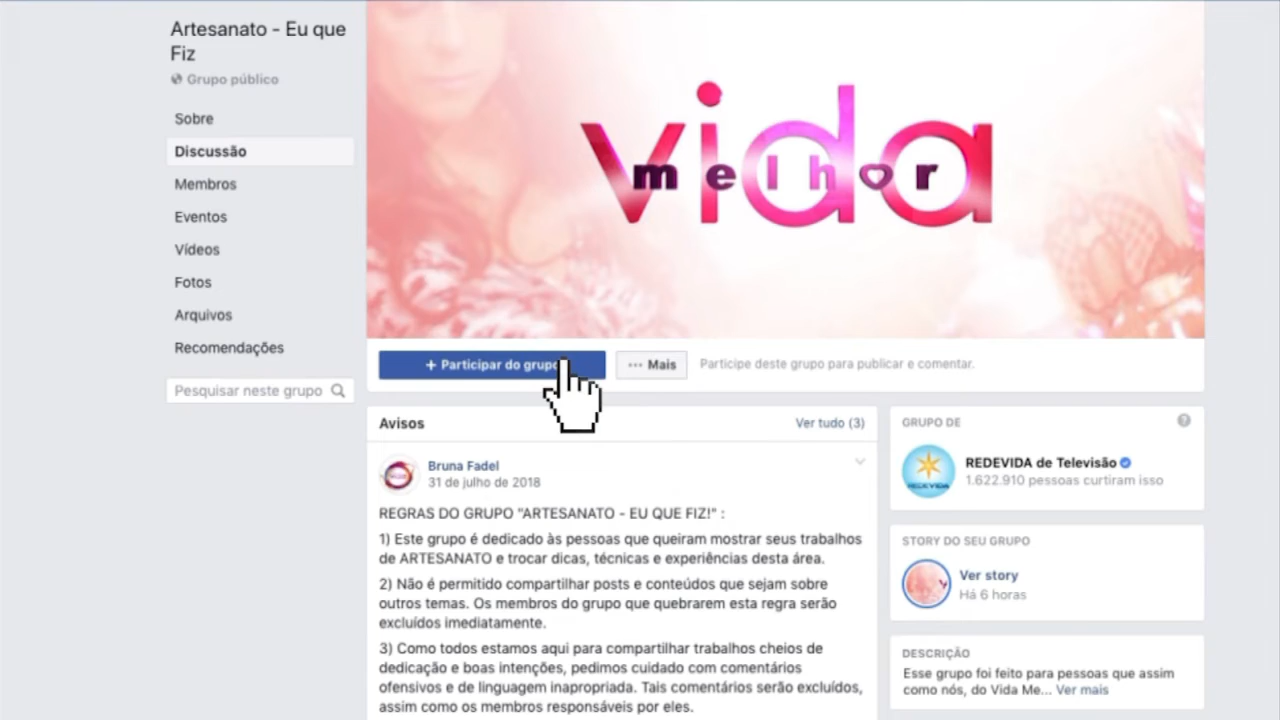 Artesanato - Eu que
Fiz
Grupo público
Sobre
Discussão
Membros
Eventos
Vídeos
Fotos
Arquivos
Recomendações
Pesquisar neste grupo
vida
melhor
+ Participar do grupo
··· Mais
Participe deste grupo para publicar e comentar.
Avisos
Ver tudo (3)
Bruna Fadel
31 de julho de 2018
REGRAS DO GRUPO "ARTESANATO - EU QUE FIZ!" :
1) Este grupo é dedicado às pessoas que queiram mostrar seus trabalhos
de ARTESANATO e trocar dicas, técnicas e experiências desta área.
2) Não é permitido compartilhar posts e conteúdos que sejam sobre
outros temas. Os membros do grupo que quebrarem esta regra serão
excluídos imediatamente.
3) Como todos estamos aqui para compartilhar trabalhos cheios de
dedicação e boas intenções, pedimos cuidado com comentários
ofensivos e de linguagem inapropriada. Tais comentários serão excluídos,
assim como os membros responsáveis por eles.
GRUPO DE
?
REDEVIDA
REDEVIDA de Televisão
1.622.910 pessoas curtiram isso
STORY DO SEU GRUPO
Ver story
Há 6 horas
DESCRIÇÃO
Esse grupo foi feito para pessoas que assim
como nós, do Vida Me... Ver mais